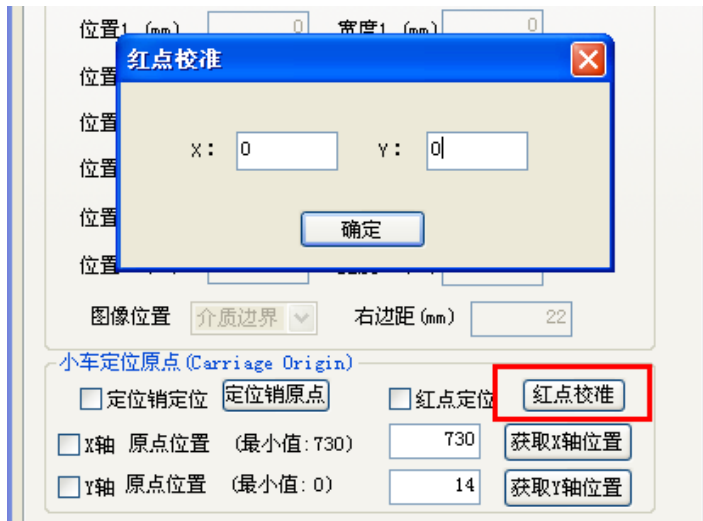 位置1 (mm) 0 宽度1 (mm) 0
红点校准
位置
位置
X: 0 Y: 0
位置
位置
确定
位置
图像位置 介质边界 右边距(mm) 22
小车定位原点(Carriage Origin)
定位销定位 定位销原点 红点定位 红点校准
X轴 原点位置 (最小值:730) 730 获取X轴位置
Y轴 原点位置 (最小值: 0) 14 获取Y轴位置